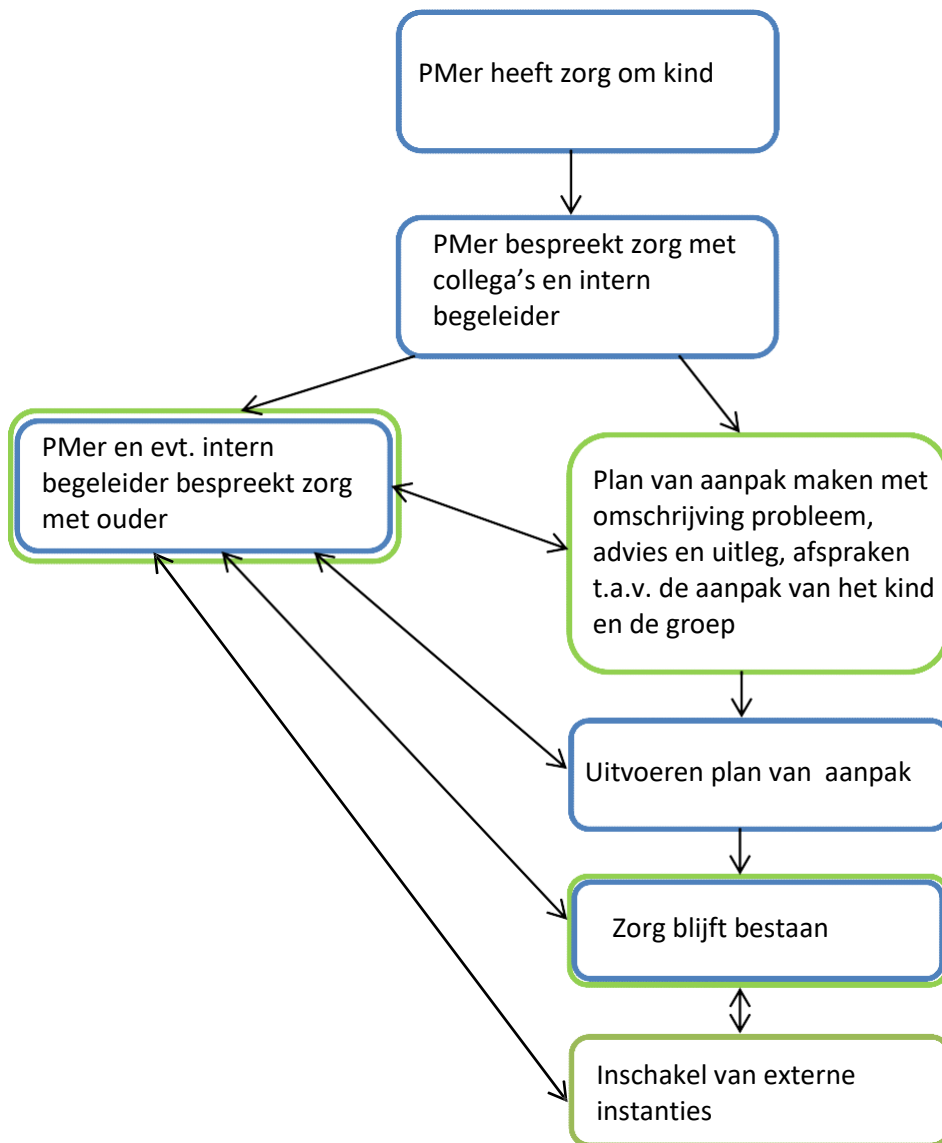 PMer heeft zorg om kind
PMer bespreekt zorg met
collega’s en intern
begeleider
PMer en evt. intern
begeleider bespreekt zorg
met ouder
Plan van aanpak maken met
omschrijving probleem,
advies en uitleg, afspraken
t.a.v. de aanpak van het kind
en de groep
Uitvoeren plan van  aanpak
Zorg blijft bestaan
Inschakel van externe
instanties